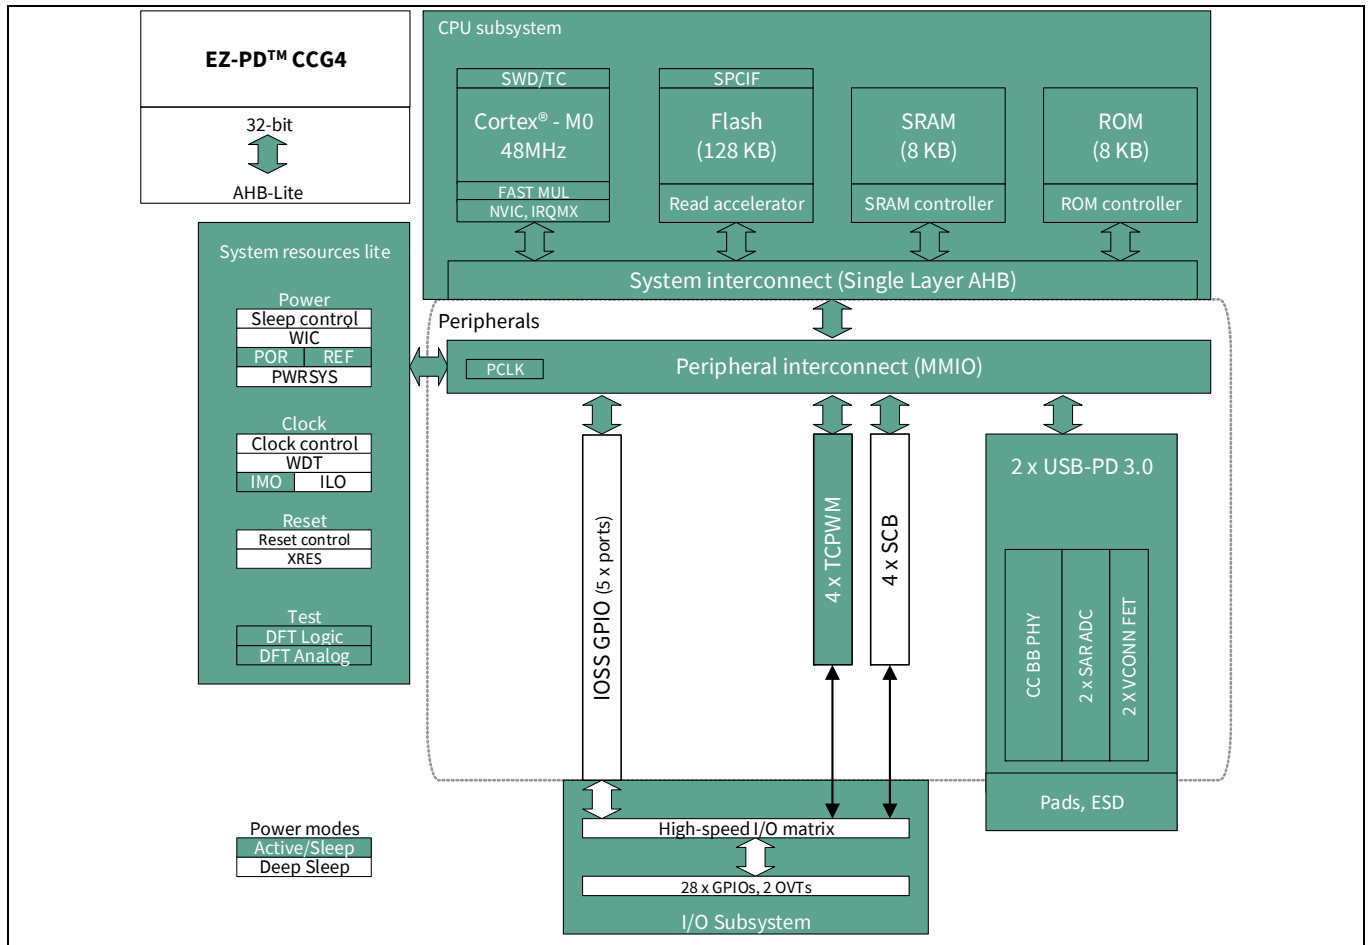 EZ-PD™ CCG4
32-bit
AHB-Lite
CPU subsystem
SWD/TC
Cortex® - M0
48MHz
FAST MUL
NVIC, IRQMX
SPCIF
Flash
(128 KB)
Read accelerator
SRAM
(8 KB)
SRAM controller
ROM
(8 KB)
ROM controller
System interconnect (Single Layer AHB)
System resources lite
Power
Sleep control
WIC
POR
REF
PWRSYS
Clock
Clock control
WDT
IMO
ILO
Reset
Reset control
XRES
Test
DFT Logic
DFT Analog
Peripherals
PCLK
Peripheral interconnect (MMIO)
IOSS GPIO (5 x ports)
4 x TCPWM
4 x SCB
2 x USB-PD 3.0
CC BB PHY
2 x SAR ADC
2 X VCONN FET
Pads, ESD
High-speed I/O matrix
28 x GPIOs, 2 OVTs
I/O Subsystem
Power modes
Active/Sleep
Deep Sleep